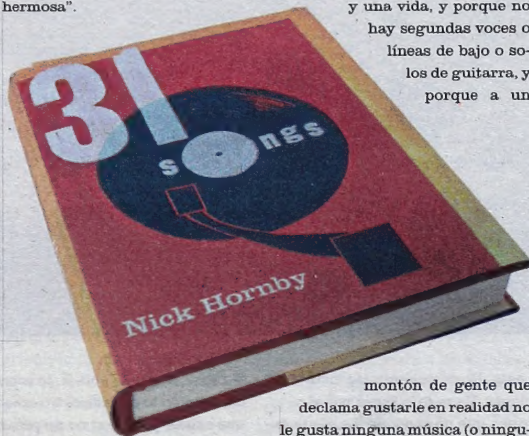 hermosa”.
31
songs
Nick Hornby
y una vida, y porque no
hay segundas voces o
líneas de bajo o so-
los de guitarra, y
porque a un
montón de gente que
declama gustarle en realidad no
le gusta ninguna música (o ningu-